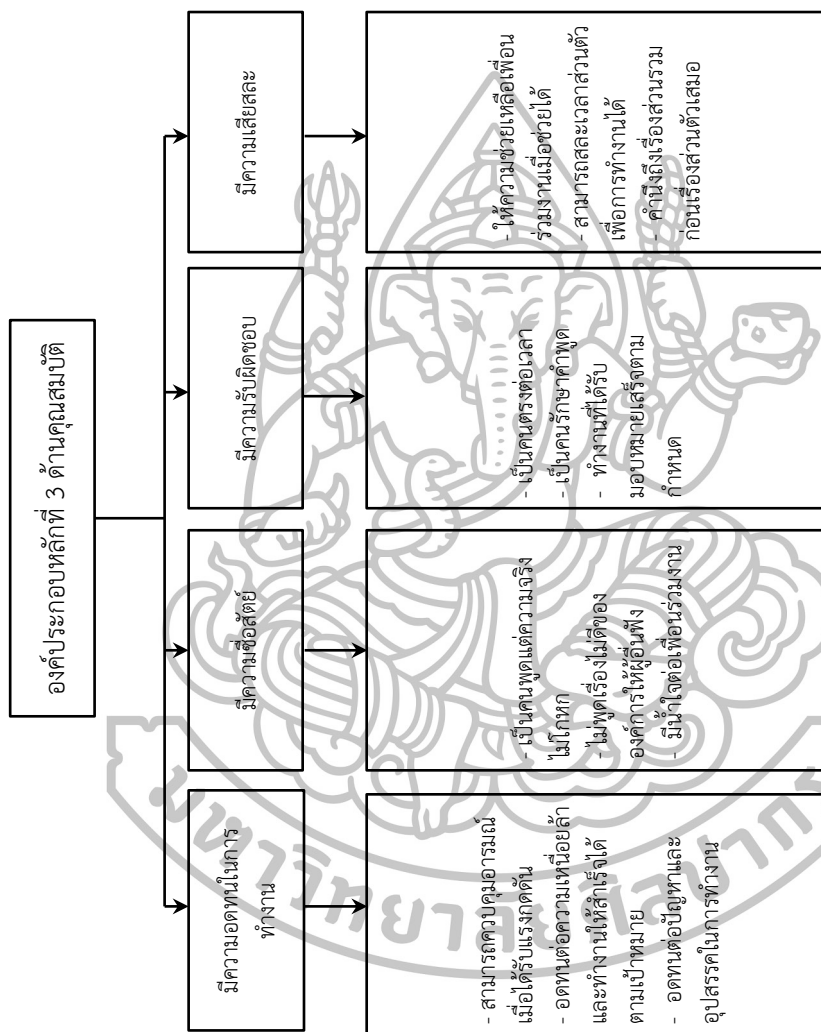 องค์ประกอบหลักที่ 3 ด้านคุณสมบัติ
มีความอดทนในการ
ทำงาน
- สามารถควบคุมอารมณ์
เมื่อได้รับแรงกดดัน
- อดทนต่อความเหนื่อยล้า
และทำงานให้สำเร็จได้
ตามเป้าหมาย
- อดทนต่อปัญหาและ
อุปสรรคในการทำงาน
มีความซื่อสัตย์
- เป็นคนพูดแต่ความจริง
ไม่โกหก
- ไม่พูดเรื่องไม่ดีของ
องค์การให้ผู้อื่นฟัง
- มีน้ำใจต่อเพื่อนร่วมงาน
มีความรับผิดชอบ
- เป็นคนตรงต่อเวลา
- เป็นคนรักษาคำพูด
- ทำงานที่ได้รับ
มอบหมายเสร็จตาม
กำหนด
มีความเสียสละ
- ให้ความช่วยเหลือเพื่อน
ร่วมงานเมื่อช่วยได้
- สามารถสละเวลาส่วนตัว
เพื่อการทำงานได้
- คำนึงถึงเรื่องส่วนรวม
ก่อนเรื่องส่วนตัวเสมอ